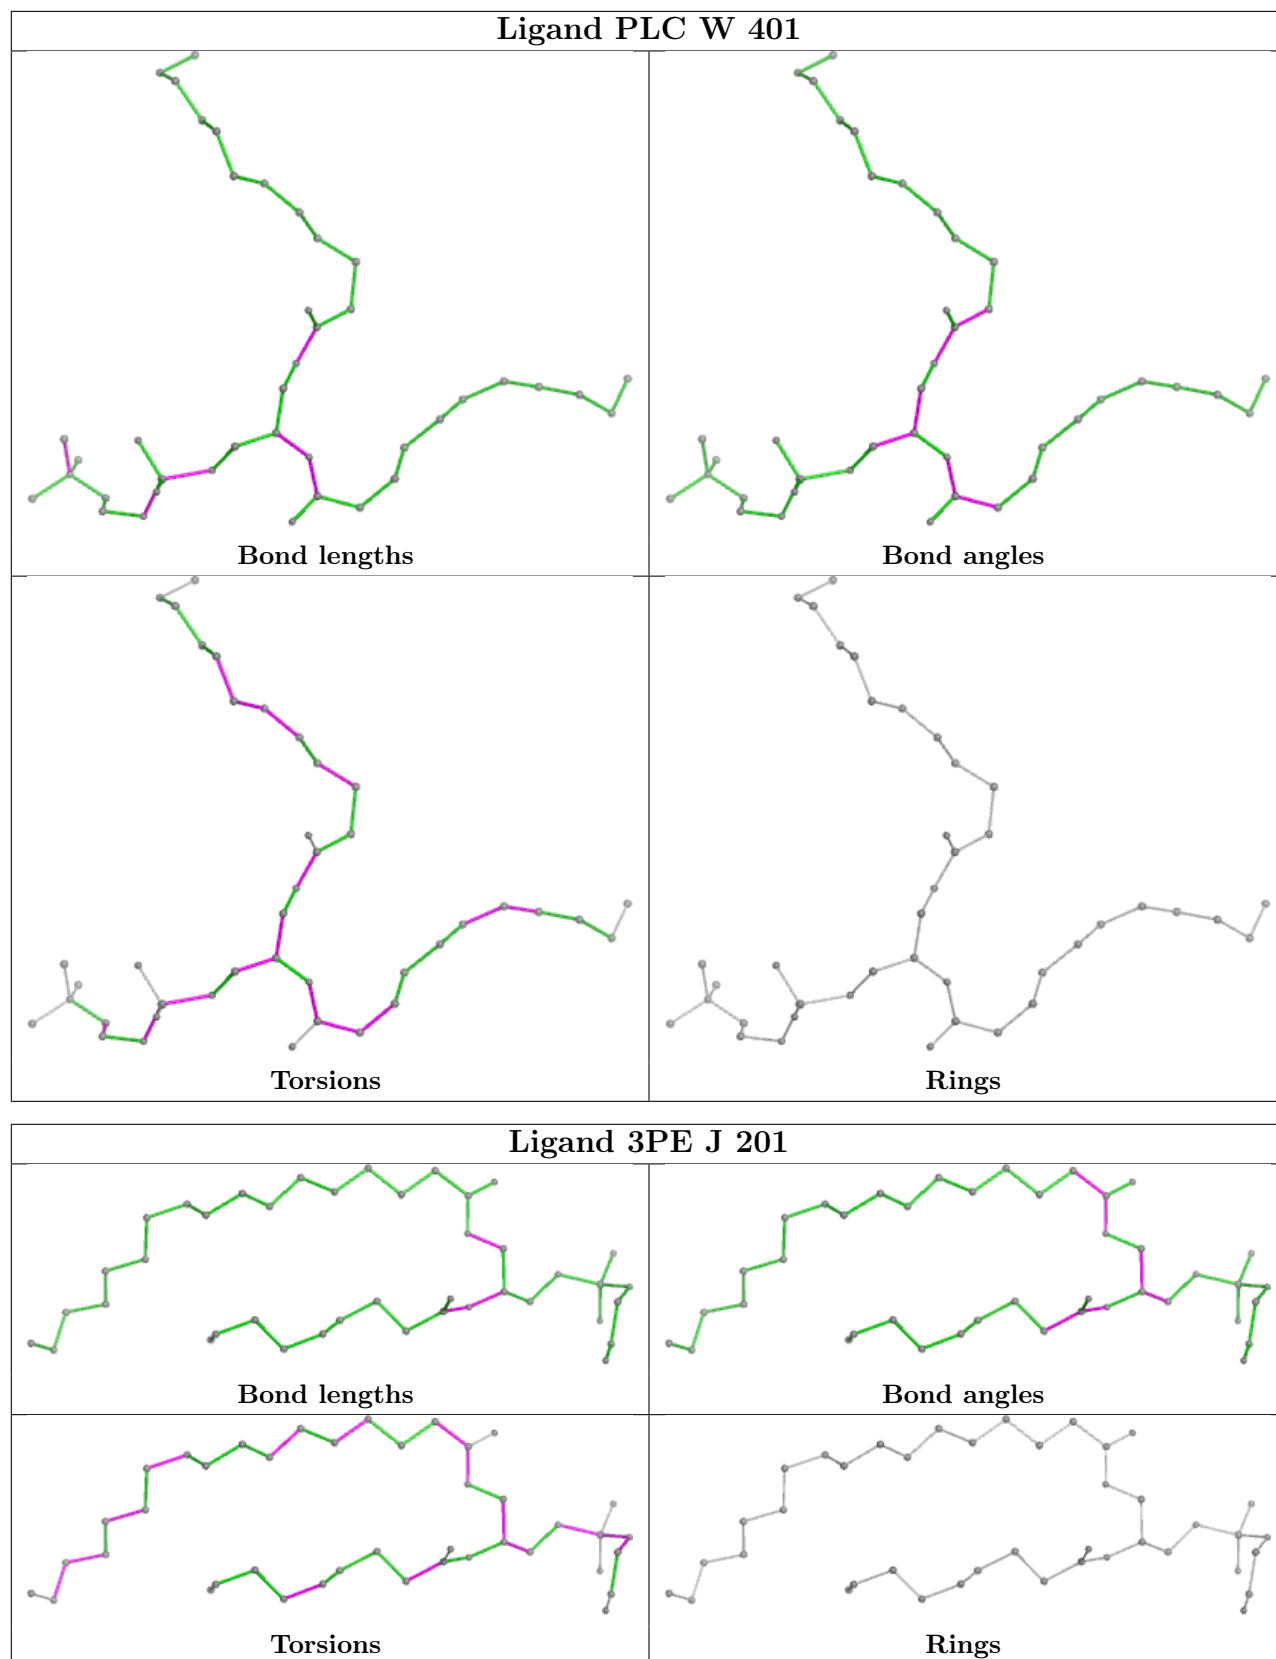 Ligand PLC W 401
Bond lengths
Bond angles
Torsions
Rings
Ligand 3PE J 201
Bond lengths
Bond angles
Torsions
Rings